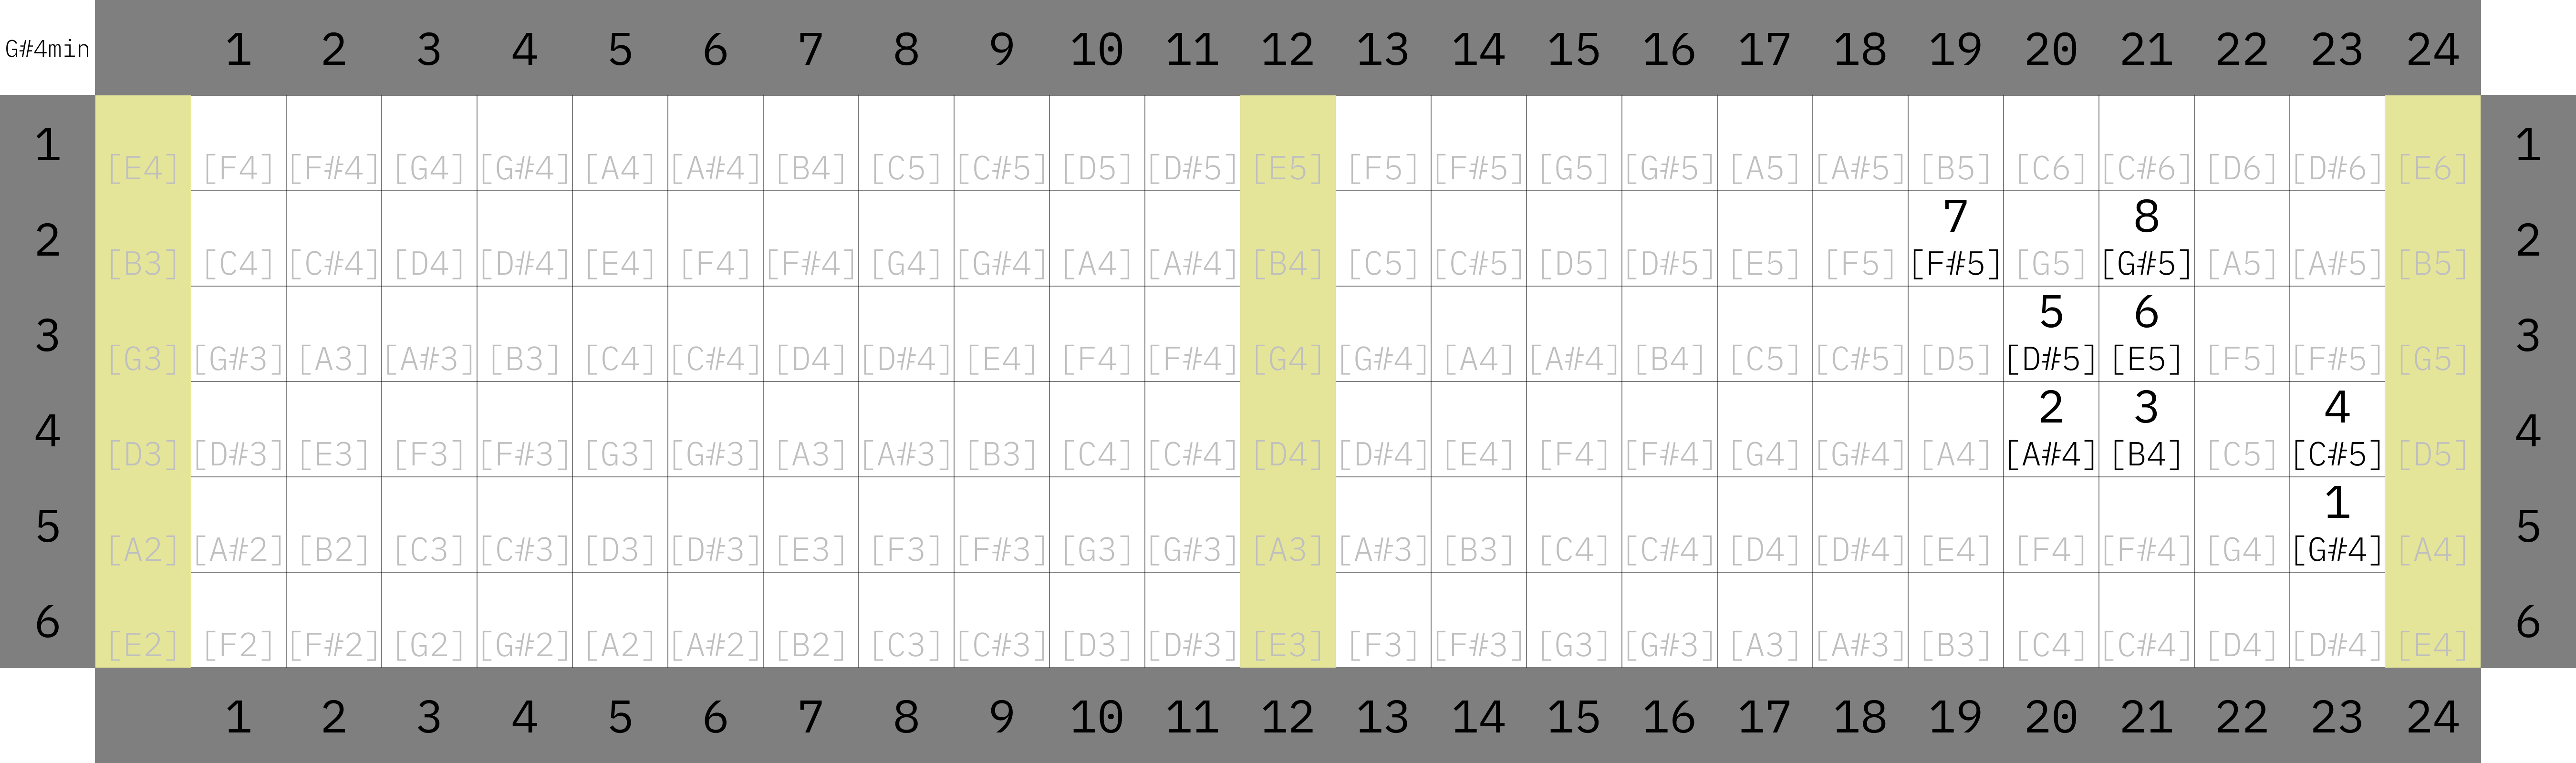 G#4min 1 2 3 4 5 6 7 8 9 10 11 12 13 14 15 16 17 18 19 20 21 22 23 24
1 1
[E4] [F4] [F#4] [G4] [G#4] [A4] [A#4] [B4] [C5] [C#5] [D5] [D#5] [E5] [F5] [F#5] [G5] [G#5] [A5] [A#5] [B5] [C6] [C#6] [D6] [D#6] [E6]
2 7 8 2
[B3] [C4] [C#4] [D4] [D#4] [E4] [F4] [F#4] [G4] [G#4] [A4] [A#4] [B4] [C5] [C#5] [D5] [D#5] [E5] [F5] [F#5] [G5] [G#5] [A5] [A#5] [B5]
3 5 6 3
[G3] [G#3] [A3] [A#3] [B3] [C4] [C#4] [D4] [D#4] [E4] [F4] [F#4] [G4] [G#4] [A4] [A#4] [B4] [C5] [C#5] [D5] [D#5] [E5] [F5] [F#5] [G5]
4 2 3 4 4
[D3] [D#3] [E3] [F3] [F#3] [G3] [G#3] [A3] [A#3] [B3] [C4] [C#4] [D4] [D#4] [E4] [F4] [F#4] [G4] [G#4] [A4] [A#4] [B4] [C5] [C#5] [D5]
5 1 5
[A2] [A#2] [B2] [C3] [C#3] [D3] [D#3] [E3] [F3] [F#3] [G3] [G#3] [A3] [A#3] [B3] [C4] [C#4] [D4] [D#4] [E4] [F4] [F#4] [G4] [G#4] [A4]
6 6
[E2] [F2] [F#2] [G2] [G#2] [A2] [A#2] [B2] [C3] [C#3] [D3] [D#3] [E3] [F3] [F#3] [G3] [G#3] [A3] [A#3] [B3] [C4] [C#4] [D4] [D#4] [E4]
1 2 3 4 5 6 7 8 9 10 11 12 13 14 15 16 17 18 19 20 21 22 23 24